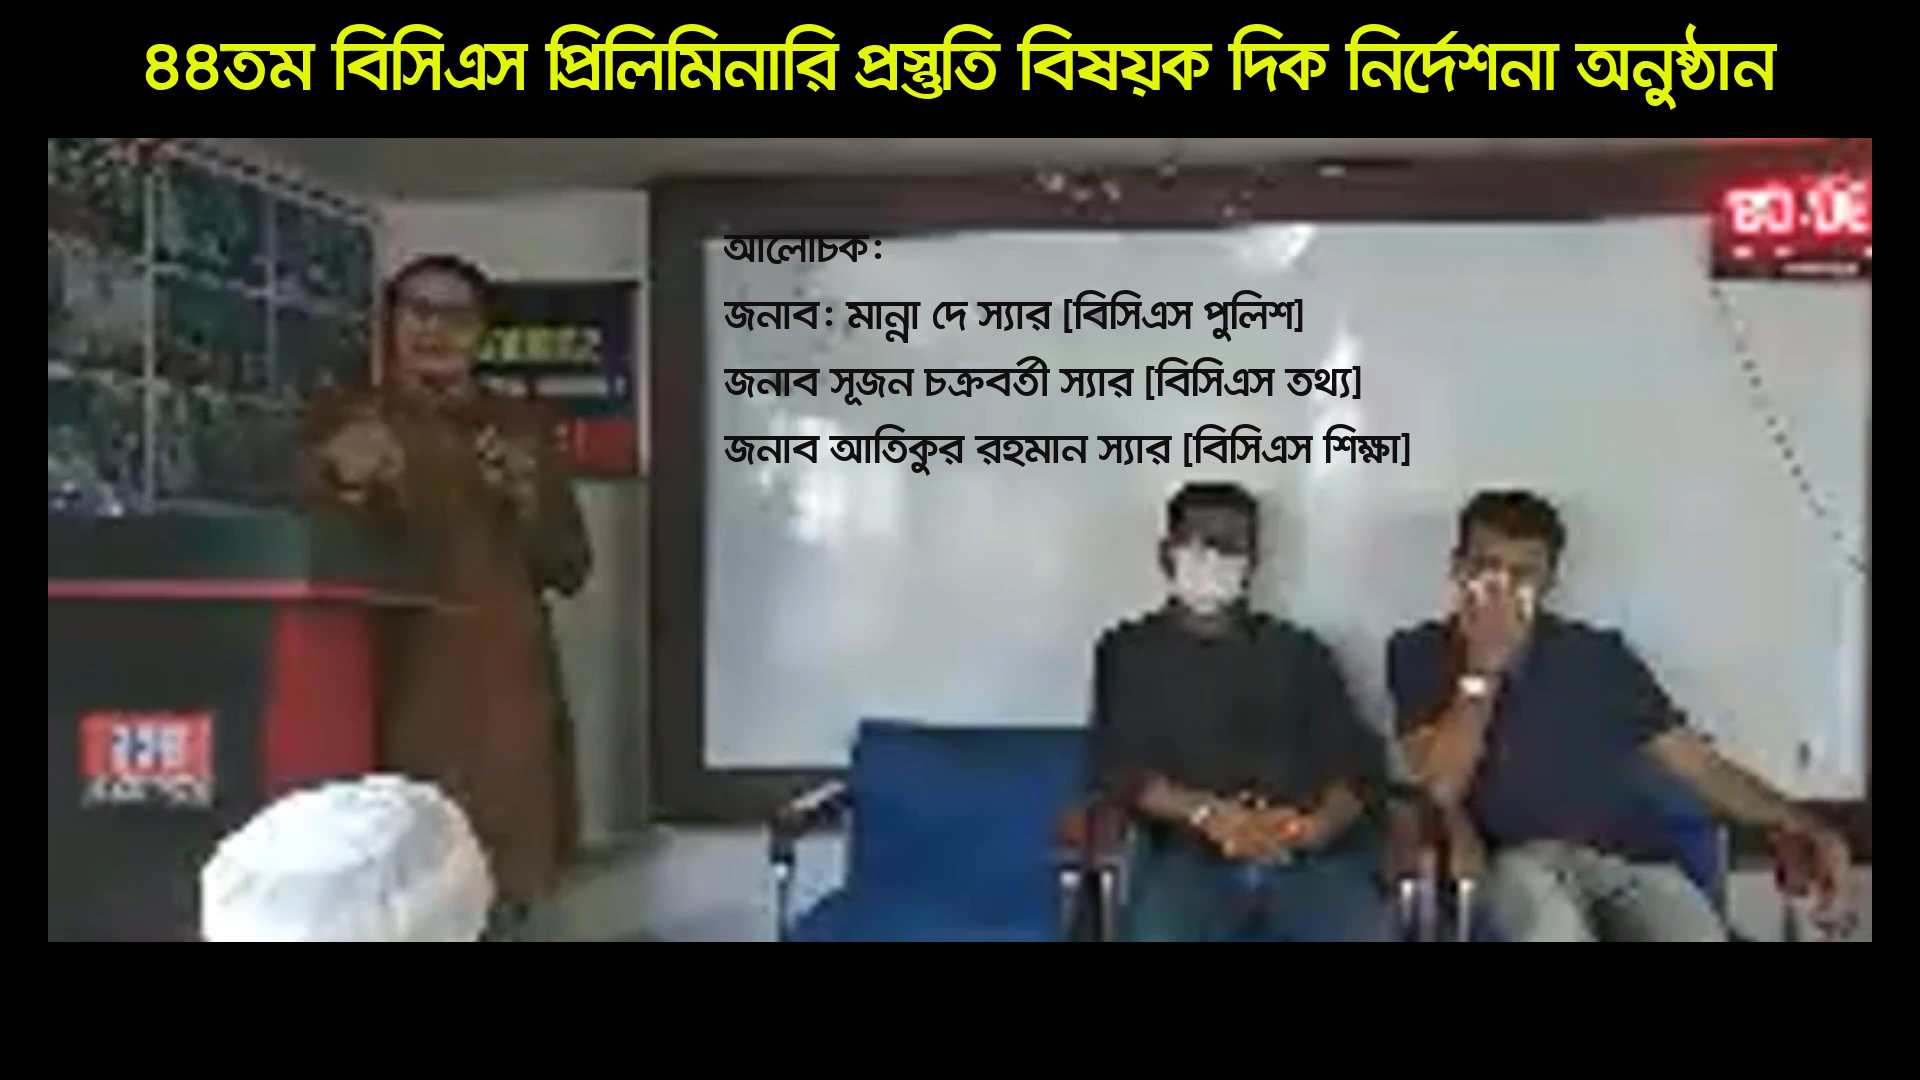 ৪৪তম বিসিএস প্রিলিমিনারি প্রস্তুতি বিষয়ক দিক নির্দেশনা অনুষ্ঠান
আলোচক:
জনাব: মান্না দে স্যার [বিসিএস পুলিশ]
জনাব সূজন চক্রবর্তী স্যার [বিসিএস তথ্য]
জনাব আতিকুর রহমান স্যার [বিসিএস শিক্ষা]